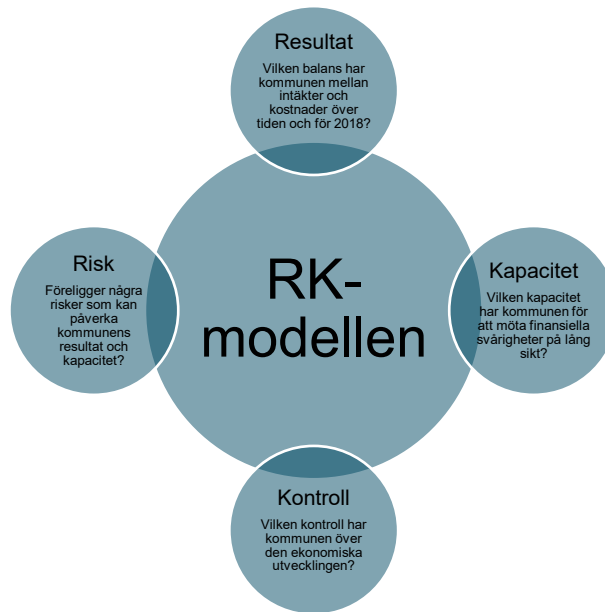 Resultat
Vilken balans har
kommunen mellan
intäkter och
kostnader över
tiden och för 2018?
Risk
Föreligger några
risker som kan
påverka
kommunens
resultat och
kapacitet?
RK-
modellen
Kapacitet
Vilken kapacitet
har kommunen för
att möta finansiella
svårigheter på lång
sikt?
Kontroll
Vilken kontroll har
kommunen över
den ekonomiska
utvecklingen?